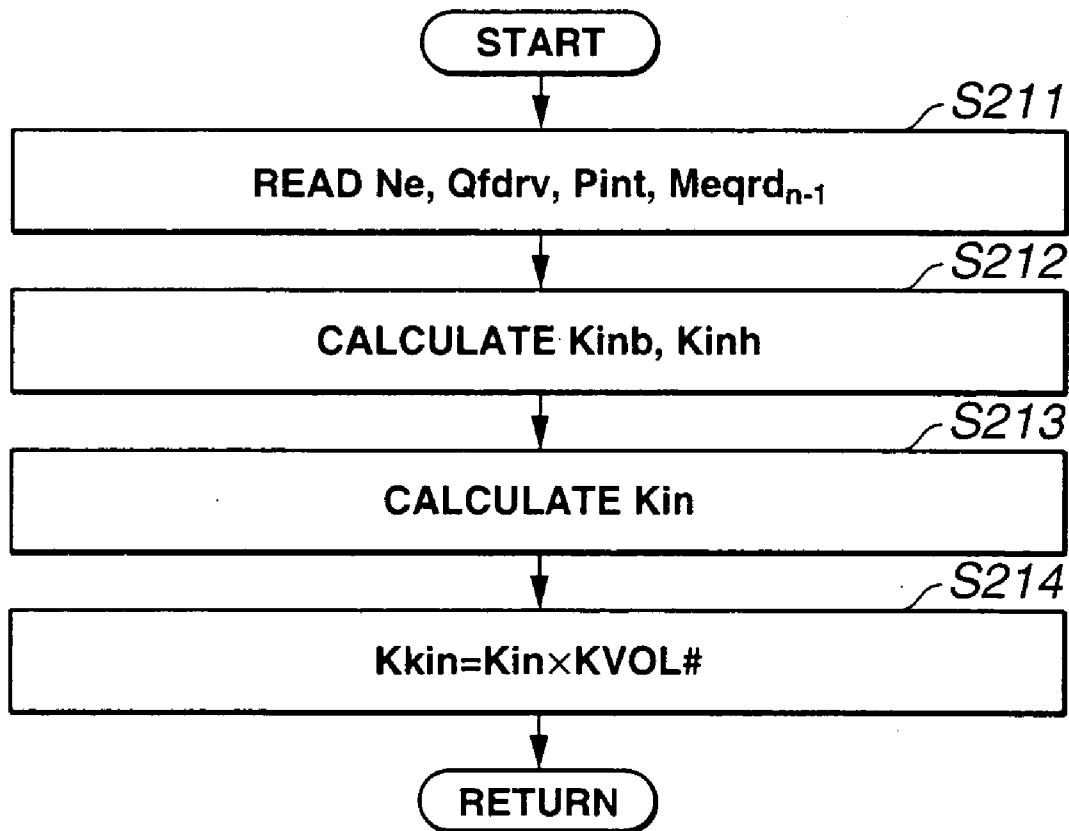 START
S211
READ Ne, Qfdrv, Pint, Meqrdₙ₋₁
S212
CALCULATE Kinb, Kinh
S213
CALCULATE Kin
S214
Kkin=Kin×KVOL#
RETURN